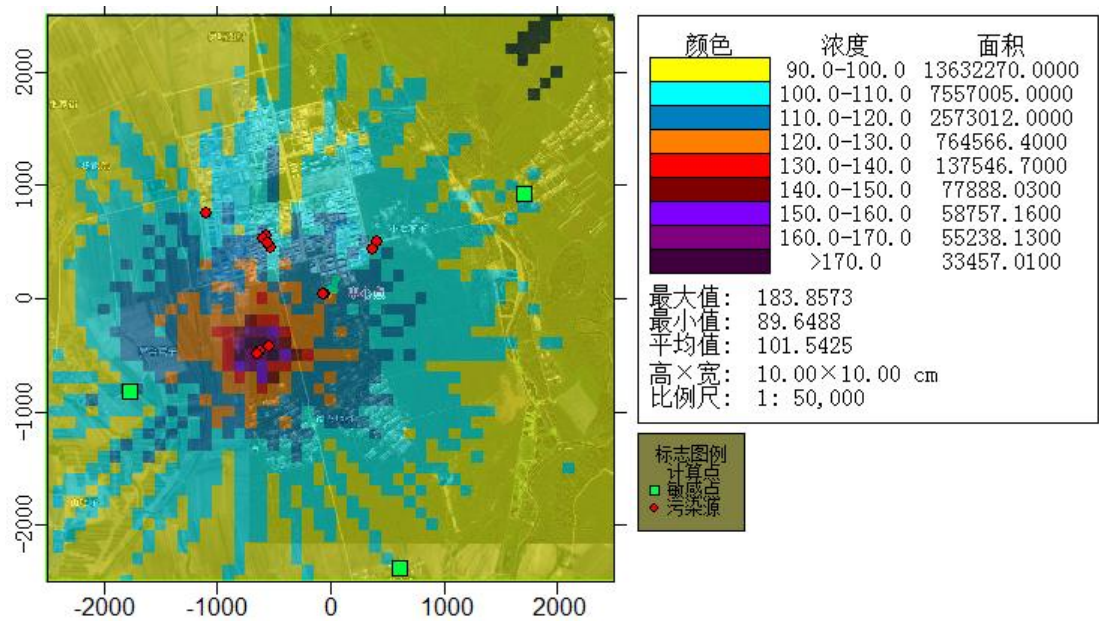 2000
1000
0
-1000
-2000
-2000 -1000 0 1000 2000
颜色 浓度 面积
90.0-100.0 13632270.0000
100.0-110.0 7557005.0000
110.0-120.0 2573012.0000
120.0-130.0 764566.4000
130.0-140.0 137546.7000
140.0-150.0 77888.0300
150.0-160.0 58757.1600
160.0-170.0 55238.1300
>170.0 33457.0100
最大值: 183.8573
最小值: 89.6488
平均值: 101.5425
高×宽: 10.00×10.00 cm
比例尺: 1: 50,000
标志图例
计算点
敏感点
污染源